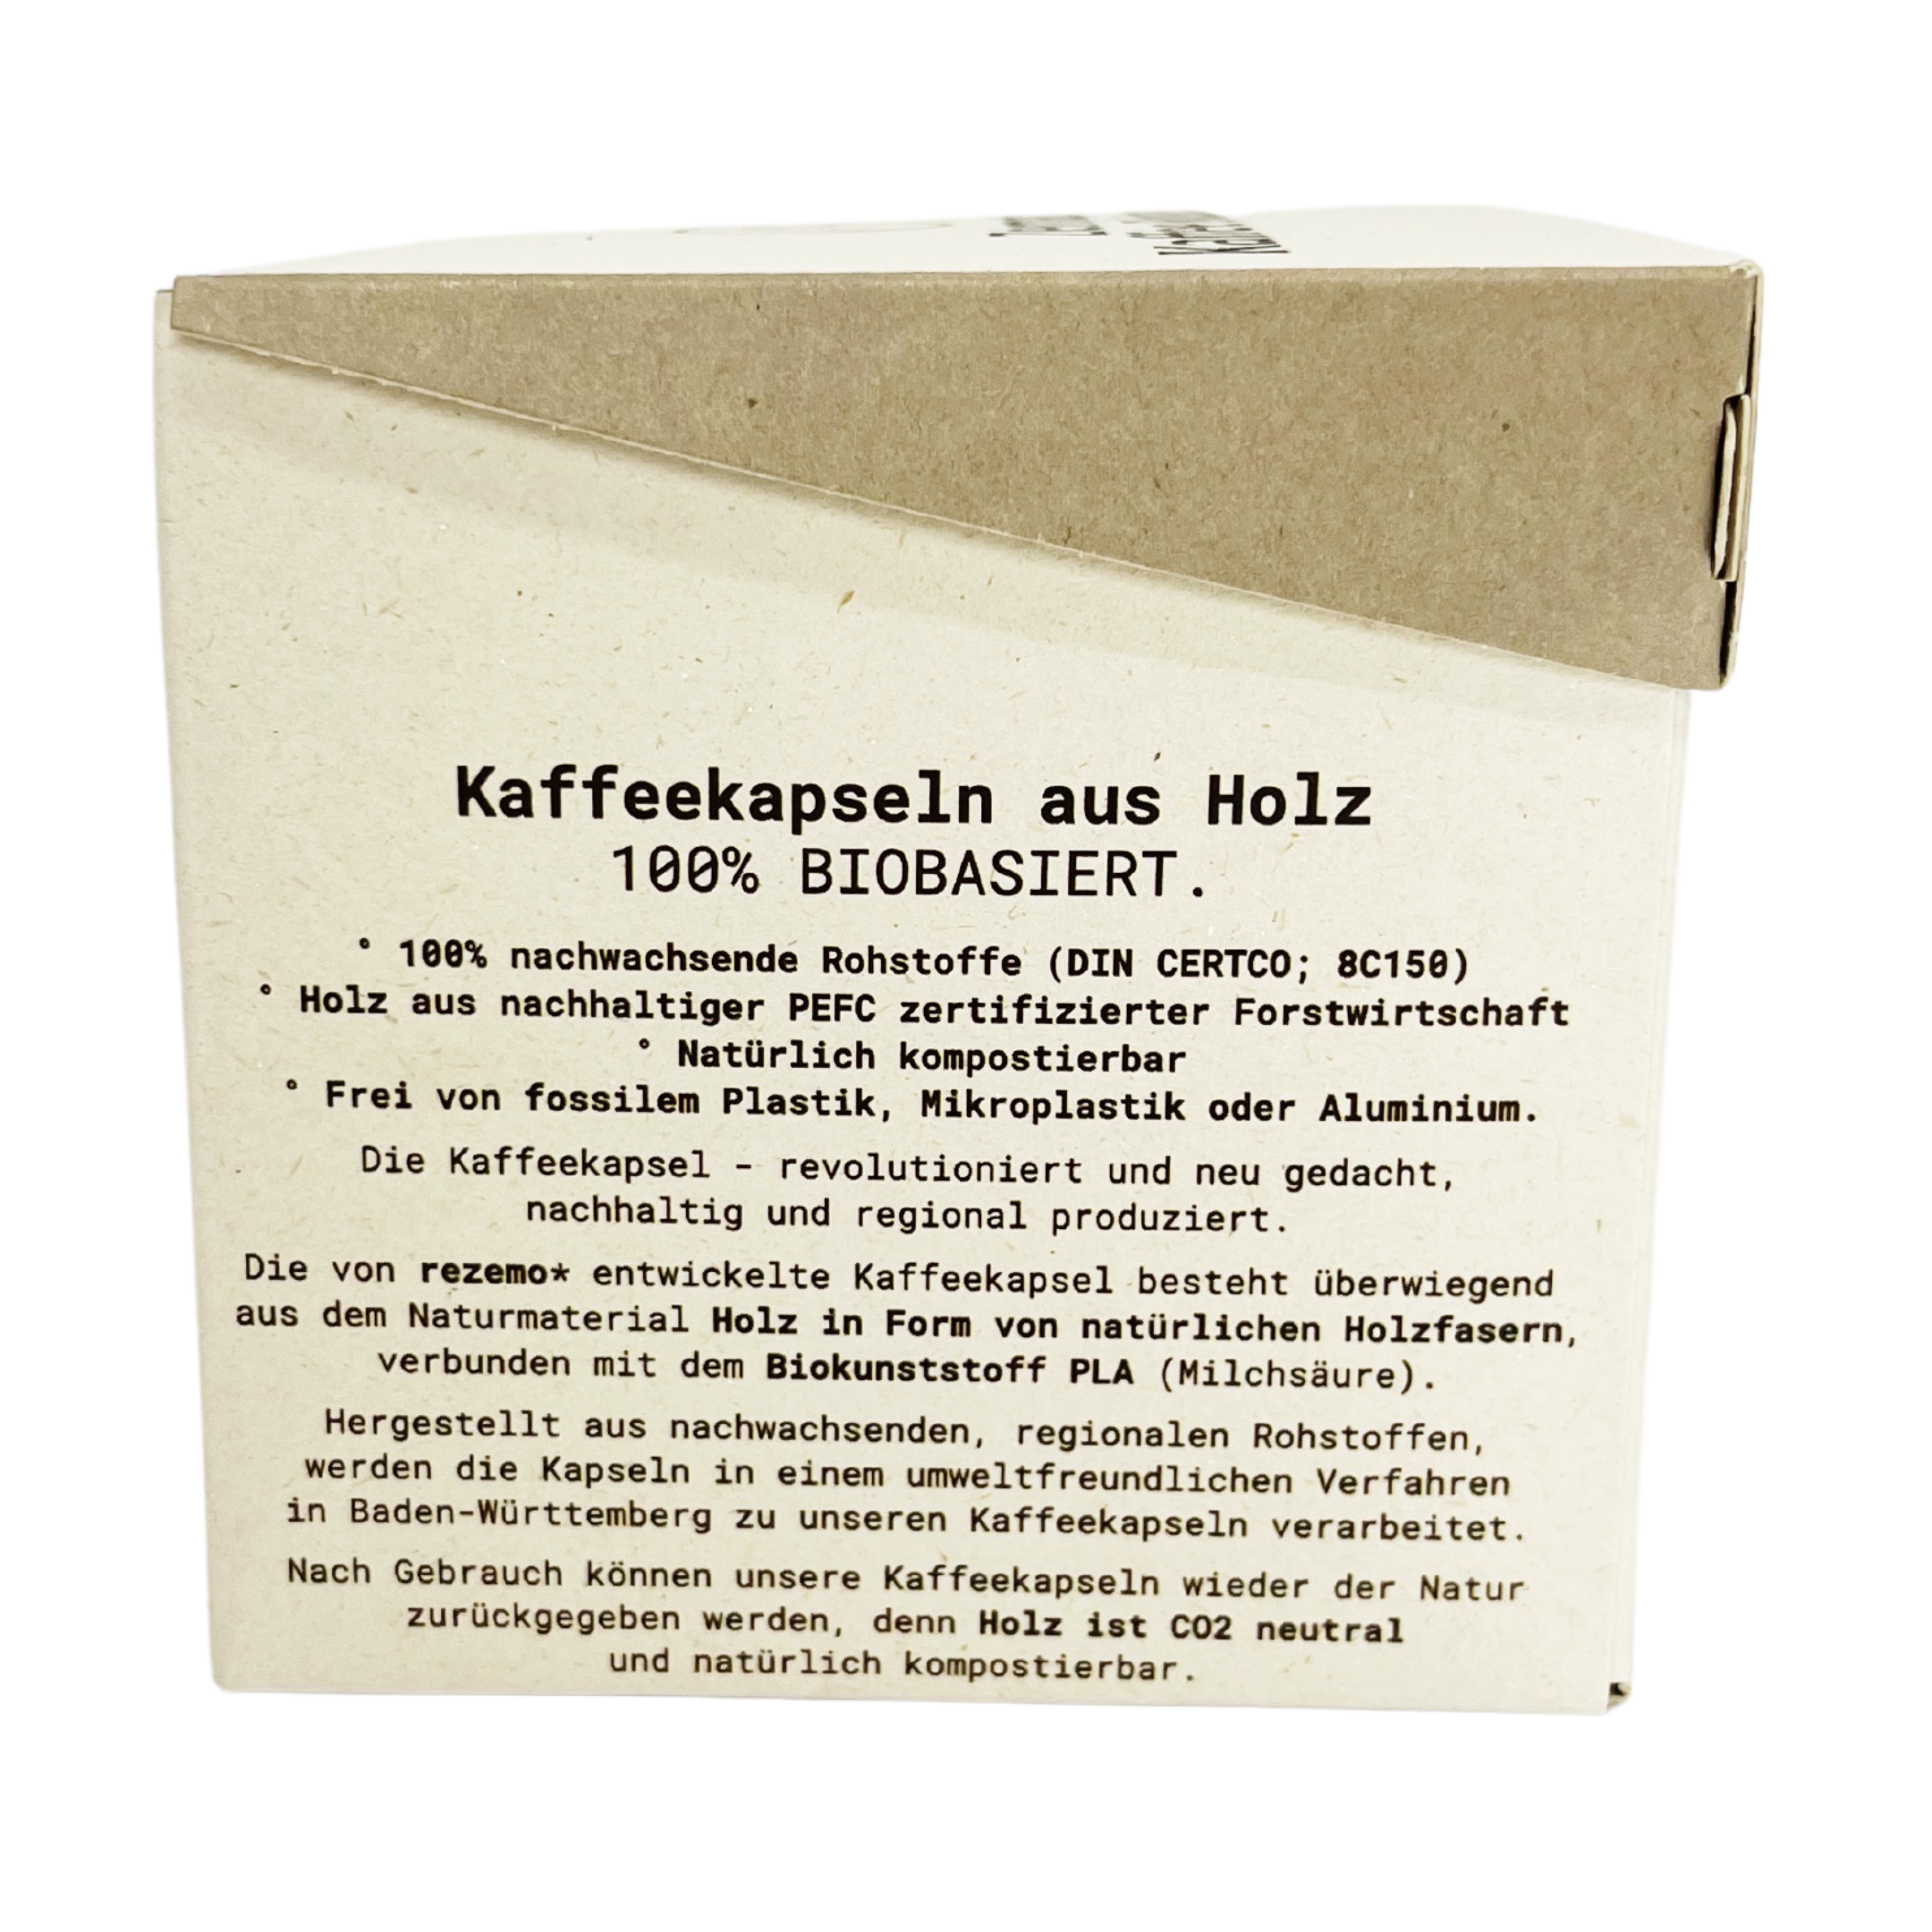 Kaffeekapseln aus Holz
100% BIOBASIERT.
° 100% nachwachsende Rohstoffe (DIN CERTCO; 8C150)
° Holz aus nachhaltiger PEFC zertifizierter Forstwirtschaft
° Natürlich kompostierbar
° Frei von fossilem Plastik, Mikroplastik oder Aluminium.
Die Kaffeekapsel - revolutioniert und neu gedacht,
nachhaltig und regional produziert.
Die von rezemo* entwickelte Kaffeekapsel besteht überwiegend
aus dem Naturmaterial Holz in Form von natürlichen Holzfasern,
verbunden mit dem Biokunststoff PLA (Milchsäure).
Hergestellt aus nachwachsenden, regionalen Rohstoffen,
werden die Kapseln in einem umweltfreundlichen Verfahren
in Baden-Württemberg zu unseren Kaffeekapseln verarbeitet.
Nach Gebrauch können unsere Kaffeekapseln wieder der Natur
zurückgegeben werden, denn Holz ist CO2 neutral
und natürlich kompostierbar.